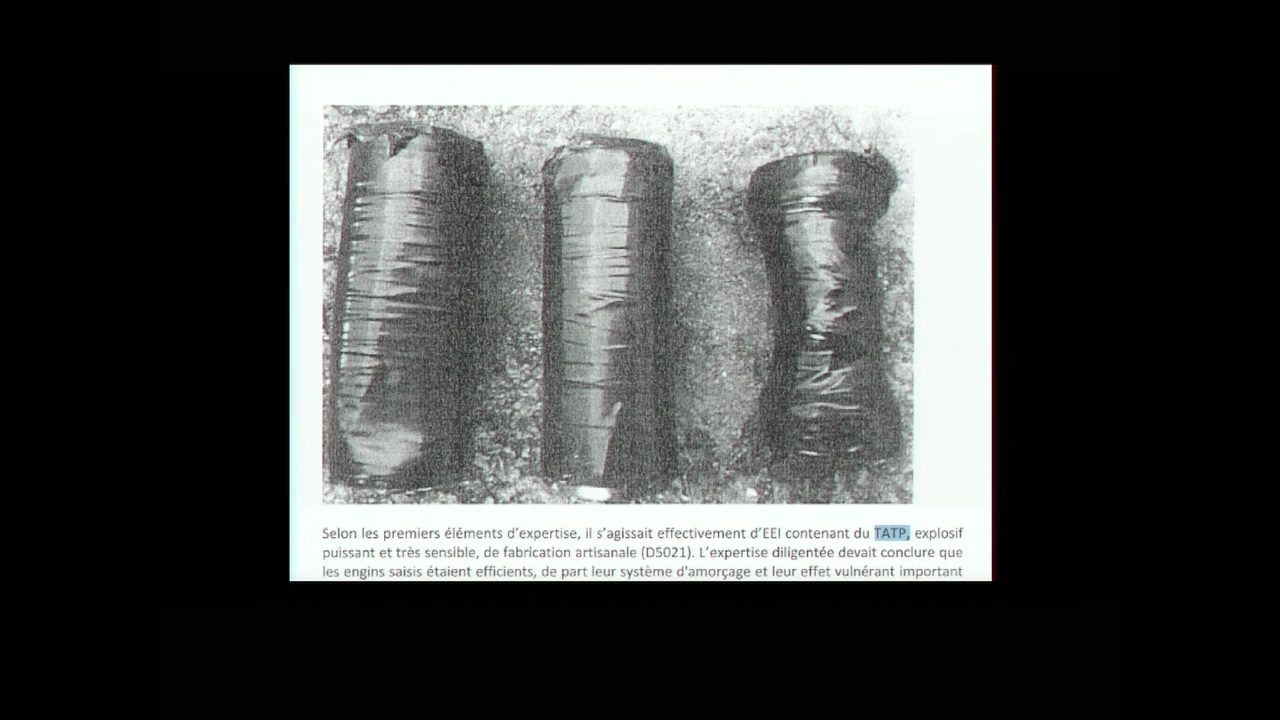 Selon les premiers éléments d'expertise, il s'agissait effectivement d'EEI contenant du TATP, explosif
puissant et très sensible, de fabrication artisanale (D5021). L'expertise diligentée devait conclure que
les engins saisis étaient efficients, de part leur système d'amorçage et leur effet vulnérant important